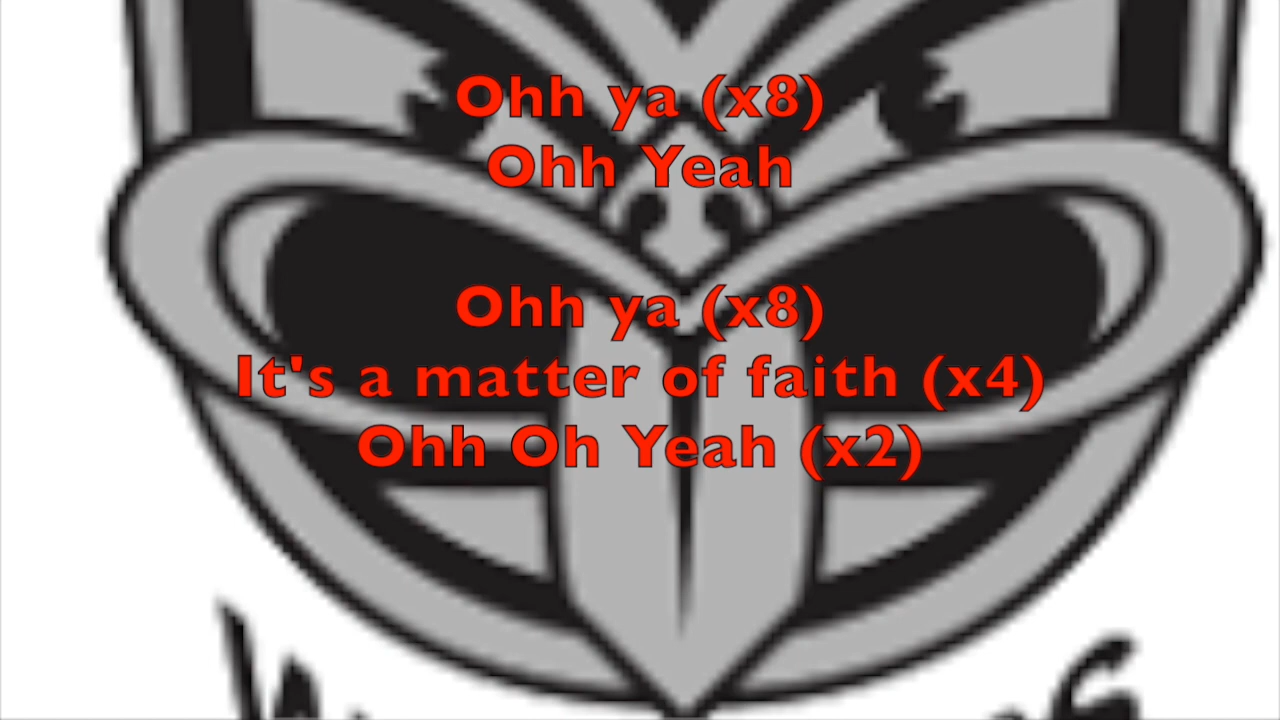 Ohh ya (x8)
Ohh Yeah
Ohh ya (x8)
It's a matter of faith (x4)
Ohh Oh Yeah (x2)